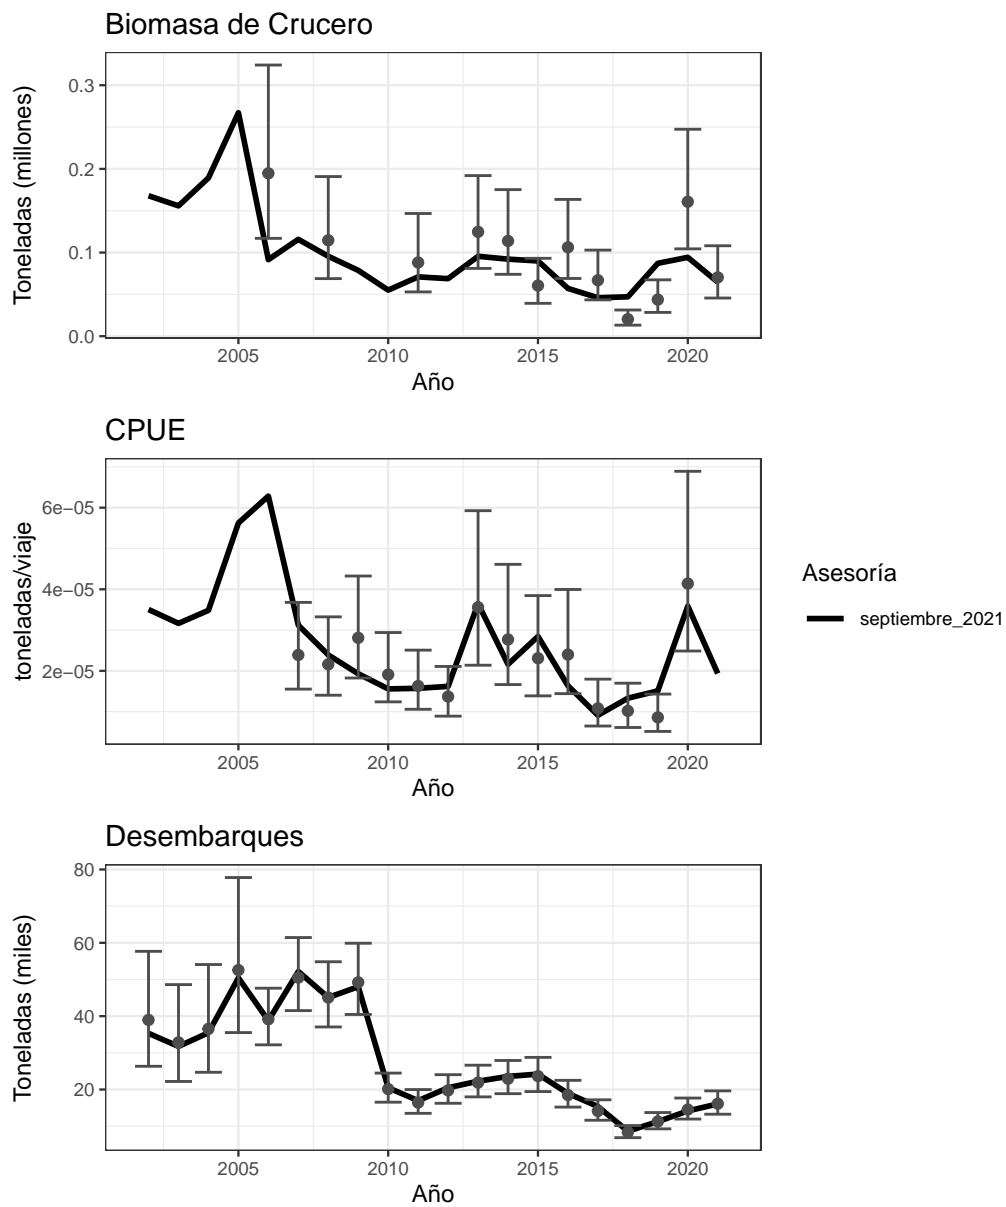 Biomasa de Crucero
Toneladas (millones)
0.3
0.2
0.1
0.0
2005 2010 2015 2020
Año
CPUE
toneladas/viaje
6e−05
4e−05
2e−05
2005 2010 2015 2020
Año
Asesoría
septiembre_2021
Desembarques
Toneladas (miles)
80
60
40
20
2005 2010 2015 2020
Año